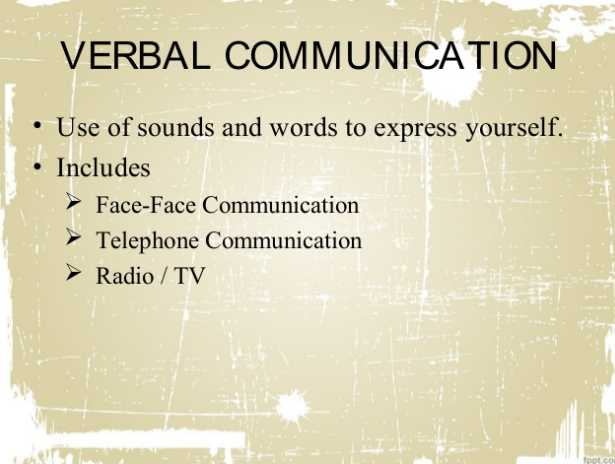 VERBAL COMMUNICATION
• Use of sounds and words to express yourself.
• Includes
➢ Face-Face Communication
➢ Telephone Communication
➢ Radio / TV
fppt.co